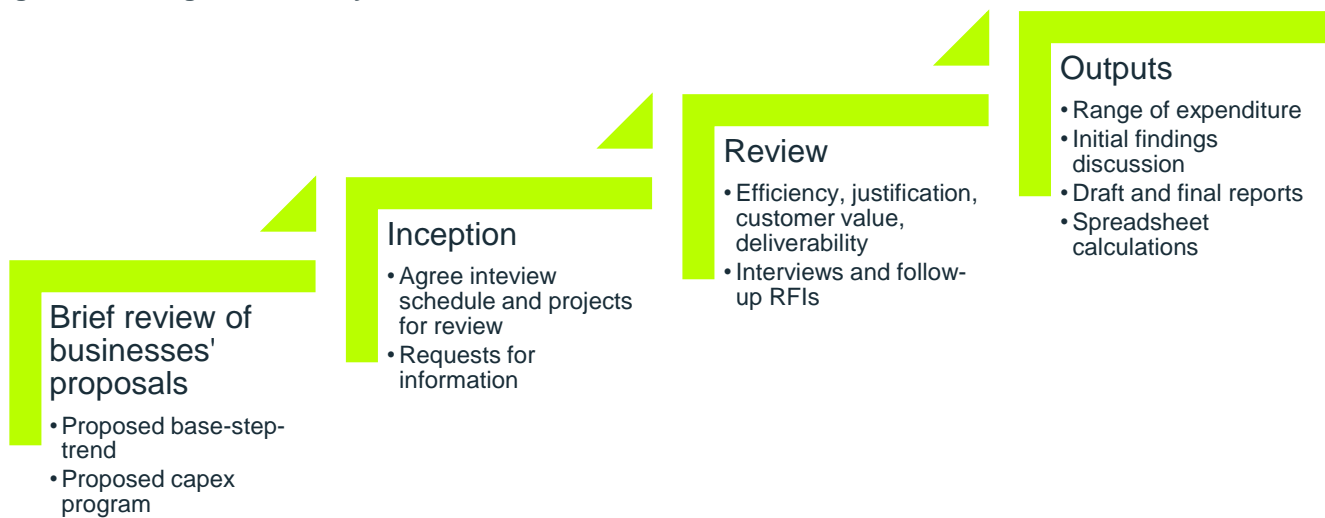 Brief review of
businesses'
proposals
• Proposed base-step-
trend
• Proposed capex
program
Inception
• Agree inteview
schedule and projects
for review
• Requests for
information
Review
• Efficiency, justification,
customer value,
deliverability
• Interviews and follow-
up RFIs
Outputs
• Range of expenditure
• Initial findings
discussion
• Draft and final reports
• Spreadsheet
calculations